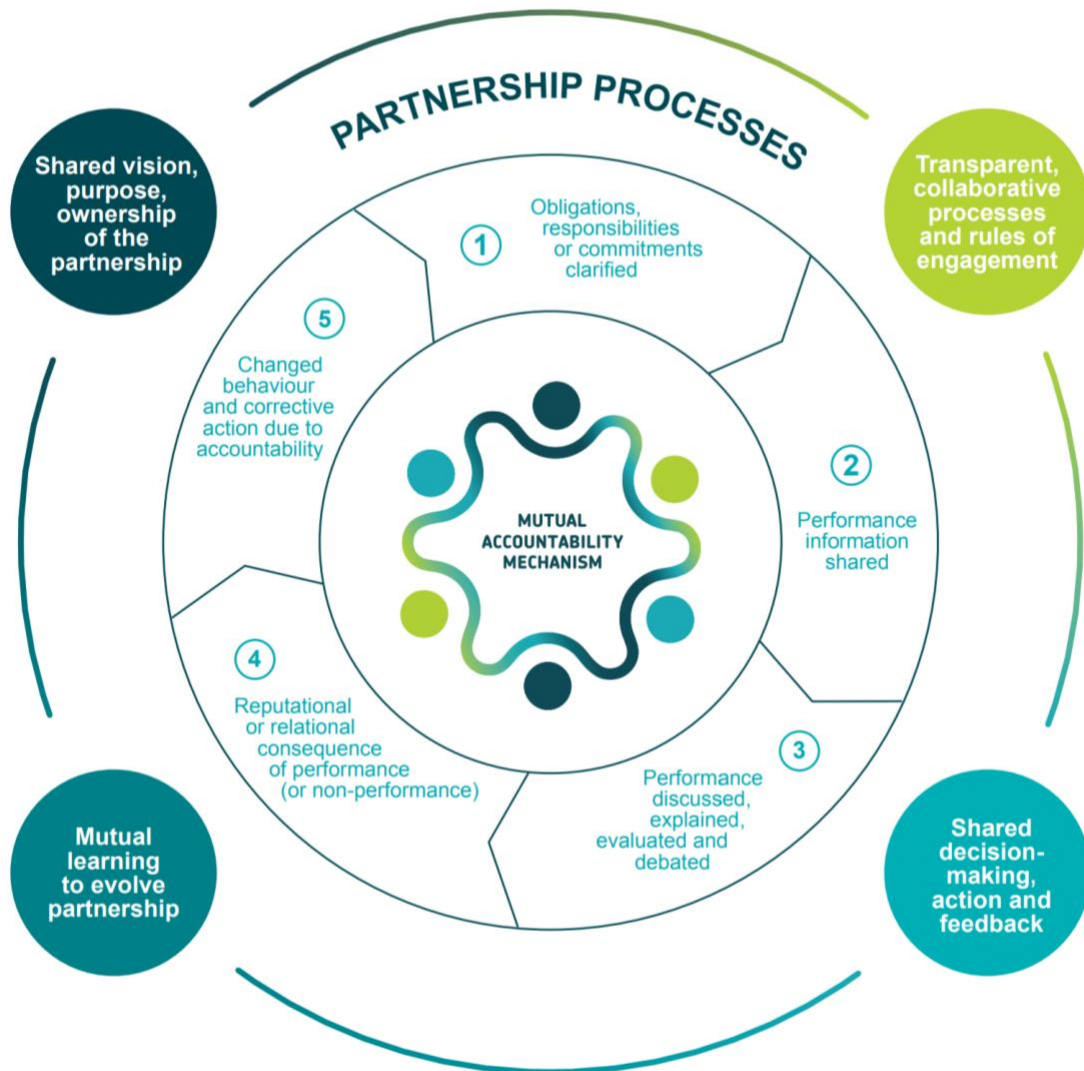 PARTNERSHIP PROCESSES
Shared vision,
purpose,
ownership
of the
partnership
Transparent,
collaborative
processes
and rules of
engagement
1
Obligations,
responsibilities
or commitments
clarified
2
Performance
information
shared
3
Performance
discussed,
explained,
evaluated and
debated
4
Reputational
or relational
consequence
of performance
(or non-performance)
5
Changed
behaviour
and corrective
action due to
accountability
MUTUAL
ACCOUNTABILITY
MECHANISM
Mutual
learning
to evolve
partnership
Shared
decision-
making,
action and
feedback